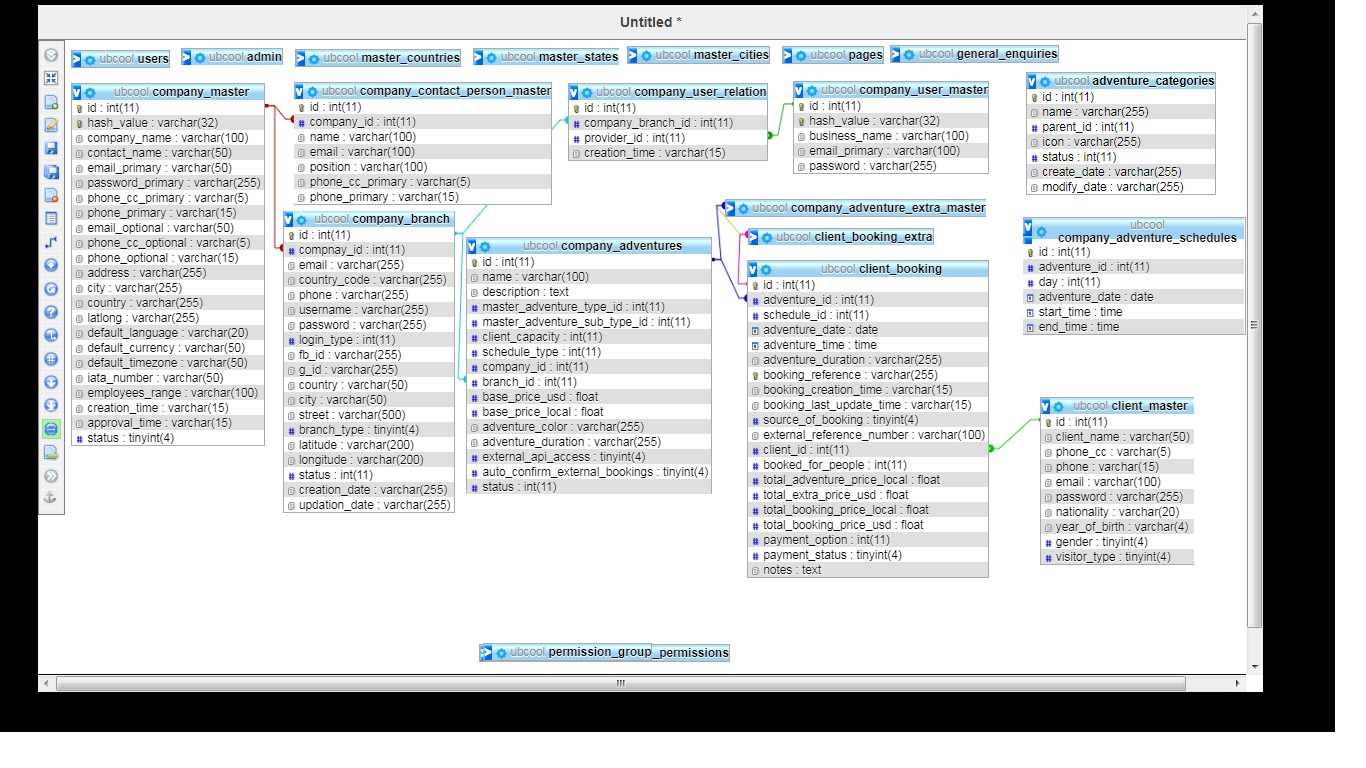 Untitled *
ubcool users
ubcool admin
ubcool master_countries
ubcool master_states
ubcool master_cities
ubcool pages
ubcool general_enquiries
ubcool company_master
id : int(11)
hash_value : varchar(32)
company_name : varchar(100)
contact_name : varchar(50)
email_primary : varchar(50)
password_primary : varchar(255)
phone_cc_primary : varchar(5)
phone_primary : varchar(15)
email_optional : varchar(50)
phone_cc_optional : varchar(5)
phone_optional : varchar(15)
address : varchar(255)
city : varchar(255)
country : varchar(255)
latlong : varchar(255)
default_language : varchar(20)
default_currency : varchar(50)
default_timezone : varchar(50)
iata_number : varchar(50)
employees_range : varchar(100)
creation_time : varchar(15)
approval_time : varchar(15)
status : tinyint(4)
ubcool company_contact_person_master
id : int(11)
company_id : int(11)
name : varchar(100)
email : varchar(100)
position : varchar(100)
phone_cc_primary : varchar(5)
phone_primary : varchar(15)
ubcool company_branch
id : int(11)
compnay_id : int(11)
email : varchar(255)
country_code : varchar(255)
phone : varchar(255)
username : varchar(255)
password : varchar(255)
login_type : int(11)
fb_id : varchar(255)
g_id : varchar(255)
country : varchar(50)
city : varchar(50)
street : varchar(500)
branch_type : tinyint(4)
latitude : varchar(200)
longitude : varchar(200)
status : int(11)
creation_date : varchar(255)
updation_date : varchar(255)
ubcool company_user_relation
id : int(11)
company_branch_id : int(11)
provider_id : int(11)
creation_time : varchar(15)
ubcool company_user_master
id : int(11)
hash_value : varchar(32)
business_name : varchar(100)
email_primary : varchar(100)
password : varchar(255)
ubcool adventure_categories
id : int(11)
name : varchar(255)
parent_id : int(11)
icon : varchar(255)
status : int(11)
create_date : varchar(255)
modify_date : varchar(255)
ubcool company_adventures
id : int(11)
name : varchar(100)
description : text
master_adventure_type_id : int(11)
master_adventure_sub_type_id : int(11)
client_capacity : int(11)
schedule_type : int(11)
company_id : int(11)
branch_id : int(11)
base_price_usd : float
base_price_local : float
adventure_color : varchar(255)
adventure_duration : varchar(255)
external_api_access : tinyint(4)
auto_confirm_external_bookings : tinyint(4)
status : int(11)
ubcool company_adventure_extra_master
ubcool client_booking_extra
ubcool client_booking
id : int(11)
adventure_id : int(11)
schedule_id : int(11)
adventure_date : date
adventure_time : time
adventure_duration : varchar(255)
booking_reference : varchar(255)
booking_creation_time : varchar(15)
booking_last_update_time : varchar(15)
source_of_booking : tinyint(4)
external_reference_number : varchar(100)
client_id : int(11)
booked_for_people : int(11)
total_adventure_price_local : float
total_extra_price_usd : float
total_booking_price_local : float
total_booking_price_usd : float
payment_option : int(11)
payment_status : tinyint(4)
notes : text
ubcool
company_adventure_schedules
id : int(11)
adventure_id : int(11)
day : int(11)
adventure_date : date
start_time : time
end_time : time
ubcool client_master
id : int(11)
client_name : varchar(50)
phone_cc : varchar(5)
phone : varchar(15)
email : varchar(100)
password : varchar(255)
nationality : varchar(20)
year_of_birth : varchar(4)
gender : tinyint(4)
visitor_type : tinyint(4)
ubcool permission_group_permissions